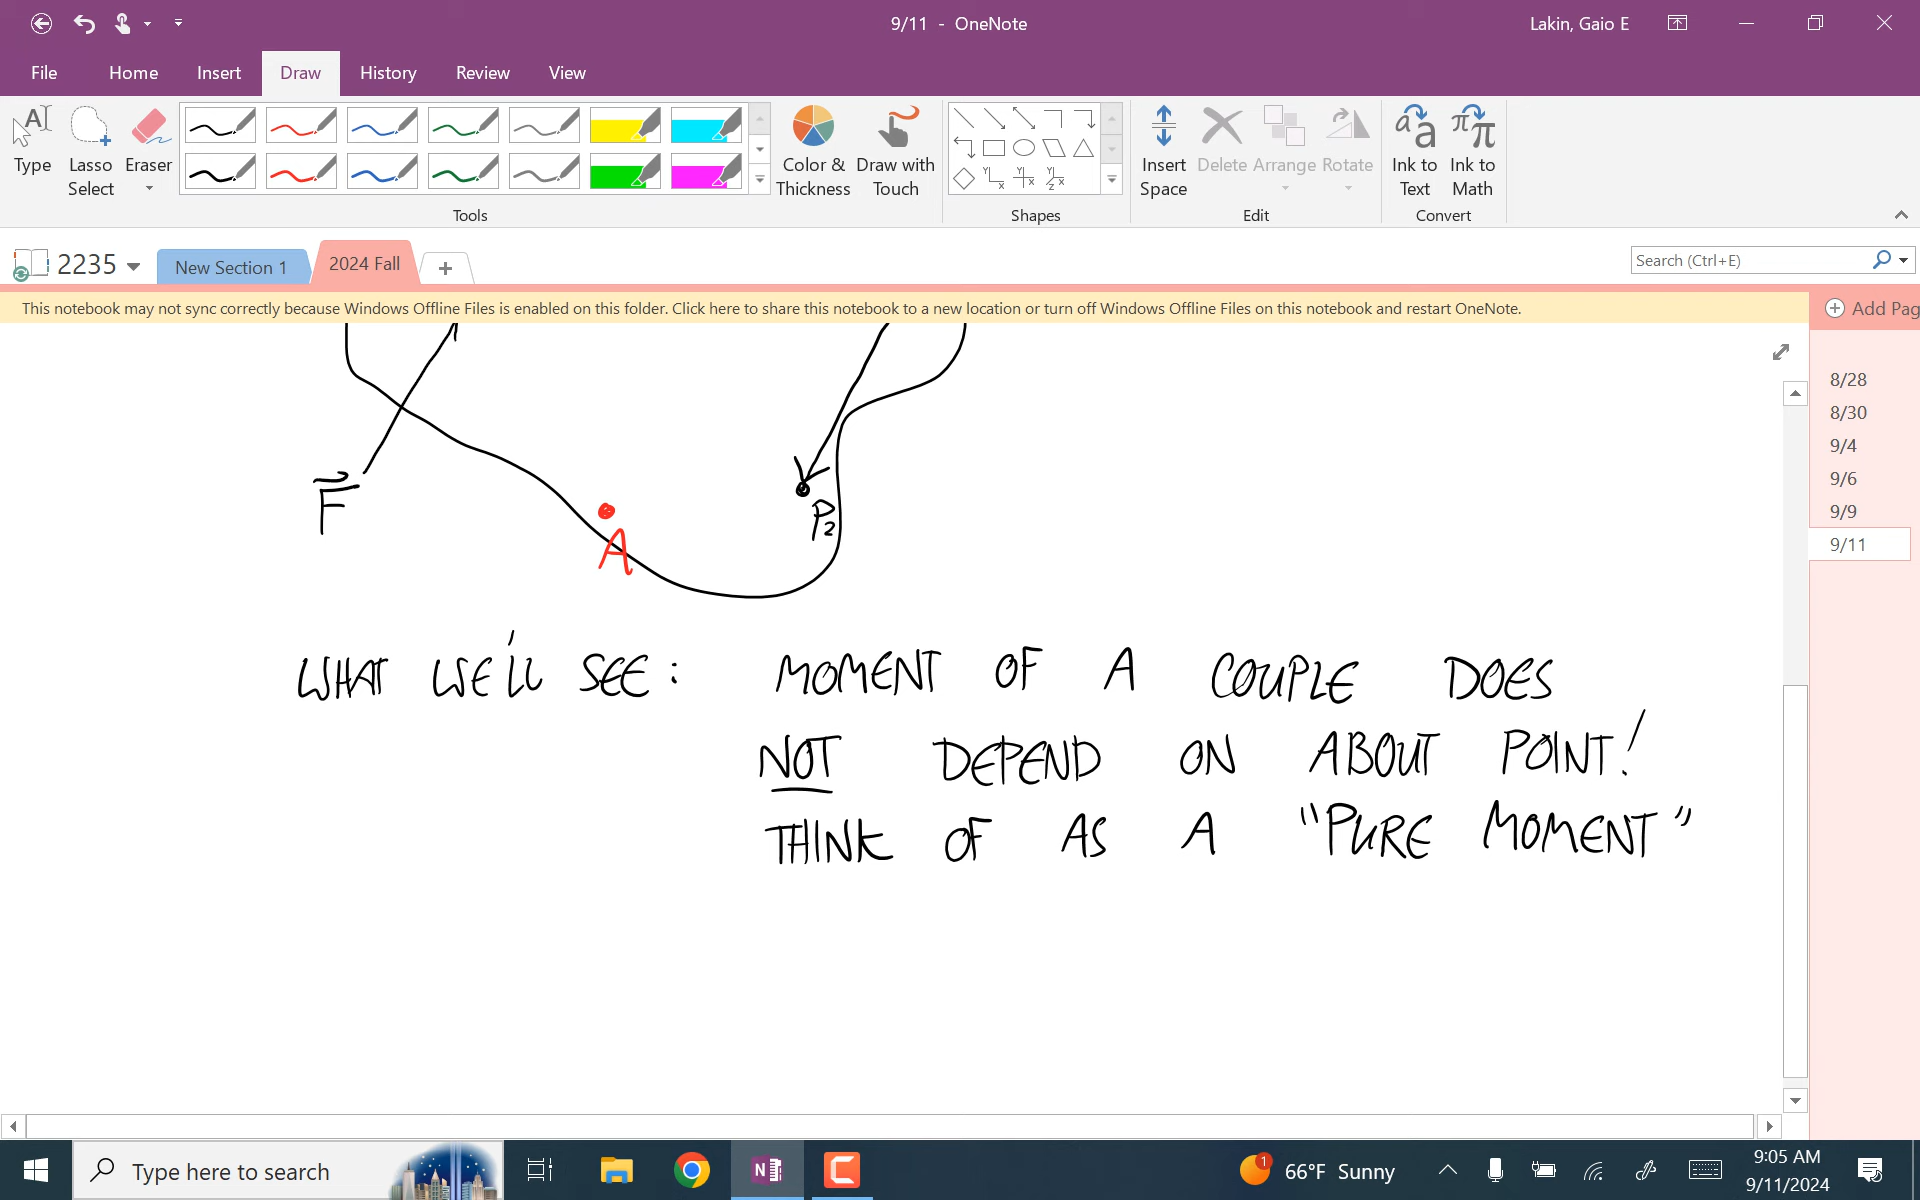 9/11 - OneNote
Lakin, Gaio E
File Home Insert Draw History Review View
Type
Lasso Select
Eraser
Color & Thickness
Draw with Touch
Insert Space
Delete
Arrange
Rotate
Ink to Text
Ink to Math
Tools
Shapes
Edit
Convert
2235
New Section 1
2024 Fall
Search (Ctrl+E)
This notebook may not sync correctly because Windows Offline Files is enabled on this folder. Click here to share this notebook to a new location or turn off Windows Offline Files on this notebook and restart OneNote.
Add Pag
8/28
8/30
9/4
9/6
9/9
9/11
F⃗
A
P₂
WHAT WE'LL SEE: MOMENT OF A COUPLE DOES
NOT DEPEND ON ABOUT POINT!
THINK OF AS A "PURE MOMENT"
Type here to search
1
66°F Sunny
9:05 AM
9/11/2024